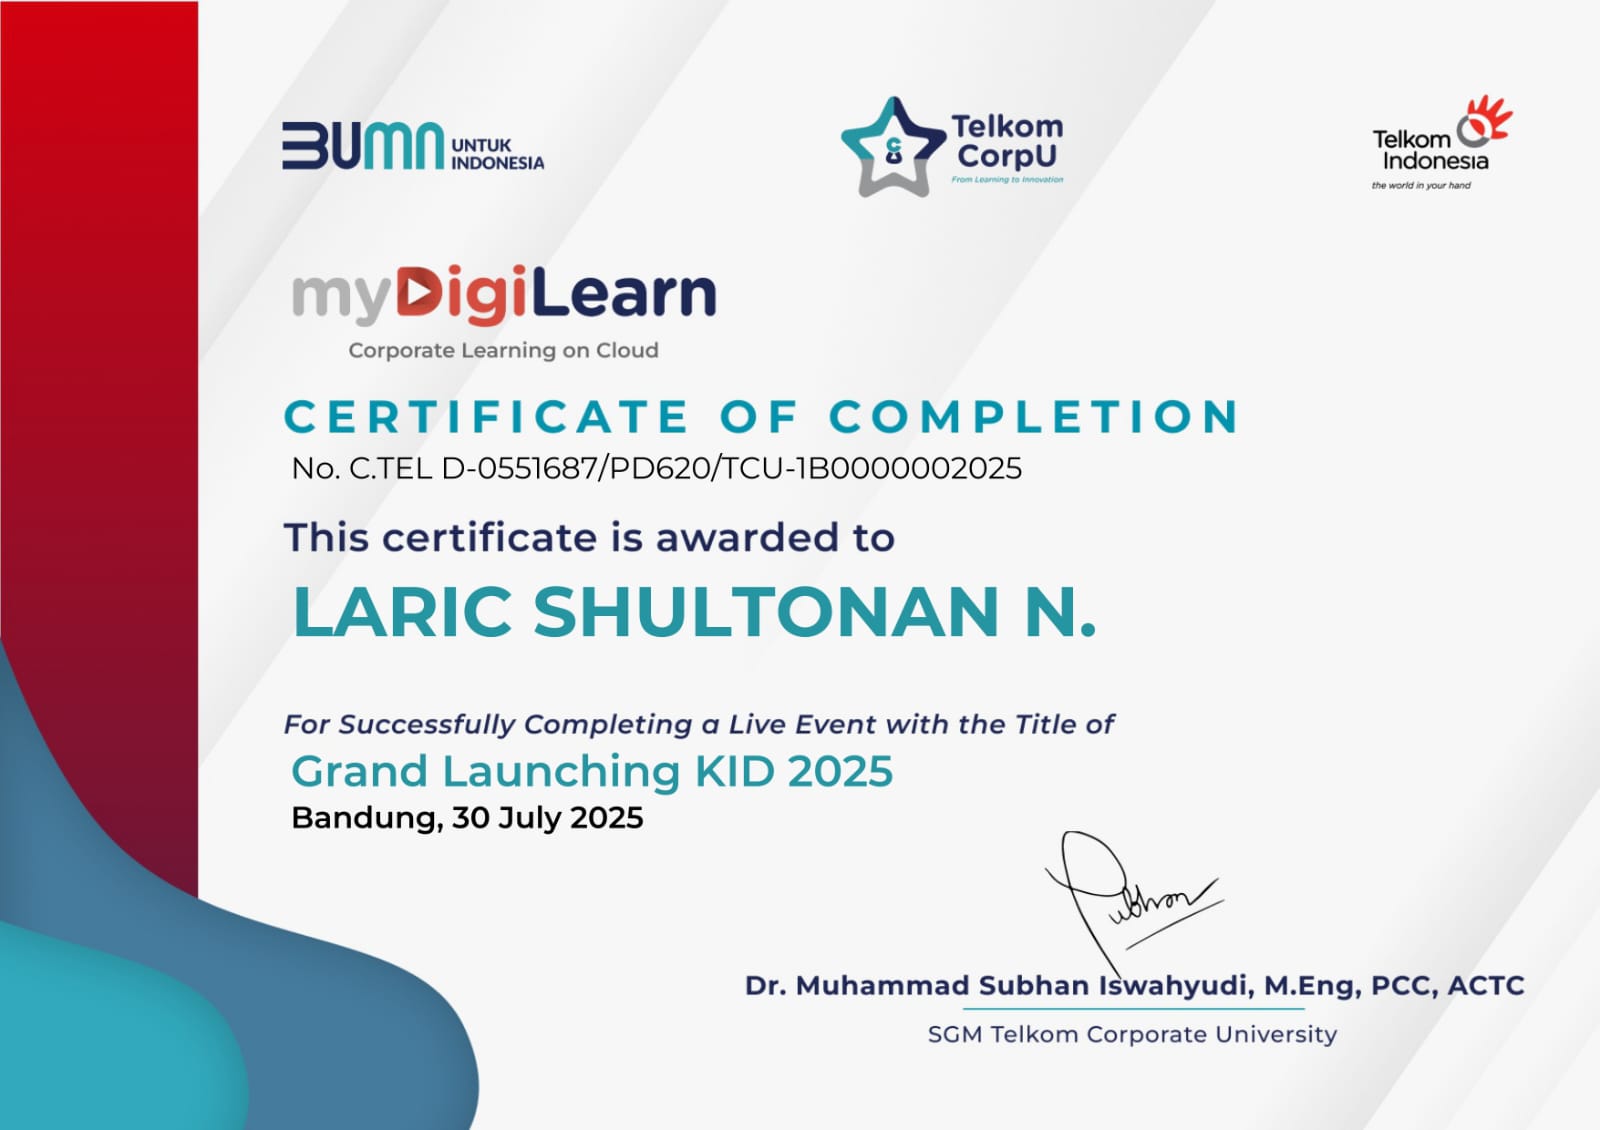 BUMN UNTUK INDONESIA
Telkom CorpU
From Learning to Innovation
Telkom Indonesia
the world in your hand
myDigiLearn
Corporate Learning on Cloud
CERTIFICATE OF COMPLETION
No. C.TEL D-0551687/PD620/TCU-1B0000002025
This certificate is awarded to
LARIC SHULTONAN N.
For Successfully Completing a Live Event with the Title of
Grand Launching KID 2025
Bandung, 30 July 2025
Subhan
Dr. Muhammad Subhan Iswahyudi, M.Eng, PCC, ACTC
SGM Telkom Corporate University